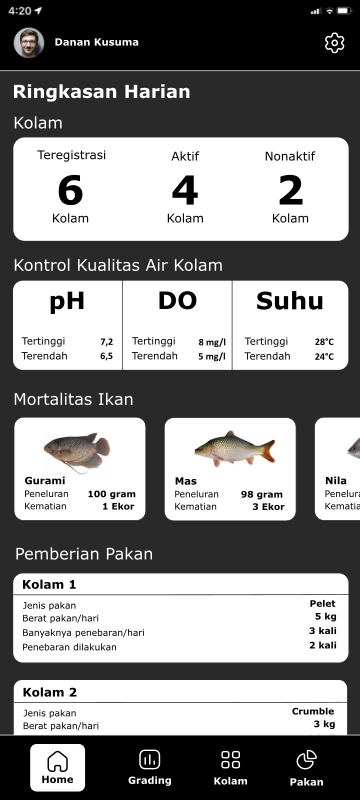 4:20
Danan Kusuma
Ringkasan Harian
Kolam
Teregistrasi Aktif Nonaktif
6 4 2
Kolam Kolam Kolam
Kontrol Kualitas Air Kolam
pH DO Suhu
Tertinggi 7,2 Tertinggi 8 mg/l Tertinggi 28°C
Terendah 6,5 Terendah 5 mg/l Terendah 24°C
Mortalitas Ikan
Gurami Mas Nila
Peneluran 100 gram Peneluran 98 gram Penelura
Kematian 1 Ekor Kematian 3 Ekor Kematia
Pemberian Pakan
Kolam 1
Jenis pakan Pelet
Berat pakan/hari 5 kg
Banyaknya penebaran/hari 3 kali
Penebaran dilakukan 2 kali
Kolam 2
Jenis pakan Crumble
Berat pakan/hari 3 kg
Home Grading Kolam Pakan